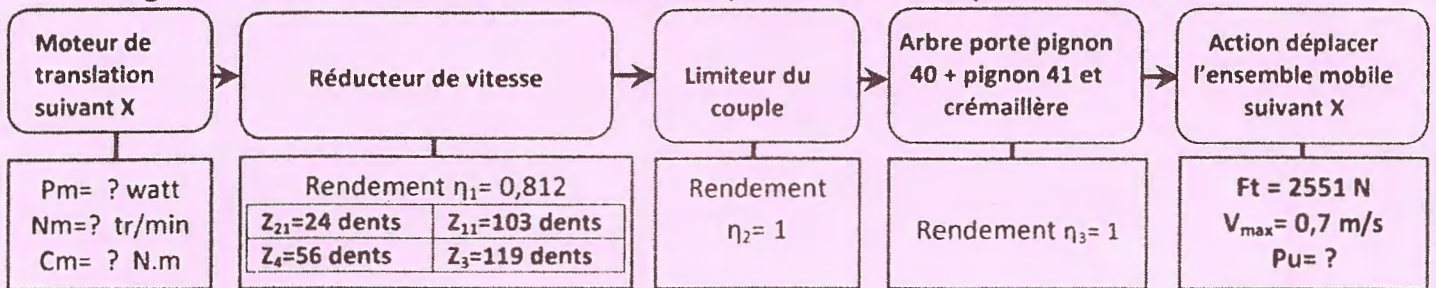 Moteur de
translation
suivant X
Réducteur de vitesse
Limiteur du
couple
Arbre porte pignon
40 + pignon 41 et
crémaillère
Action déplacer
l'ensemble mobile
suivant X
Pm= ? watt
Nm=? tr/min
Cm= ? N.m
Rendement η₁= 0,812
Z₂₁=24 dents Z₁₁=103 dents
Z₄=56 dents Z₃=119 dents
Rendement
η₂= 1
Rendement η₃= 1
Ft = 2551 N
Vmax= 0,7 m/s
Pu= ?